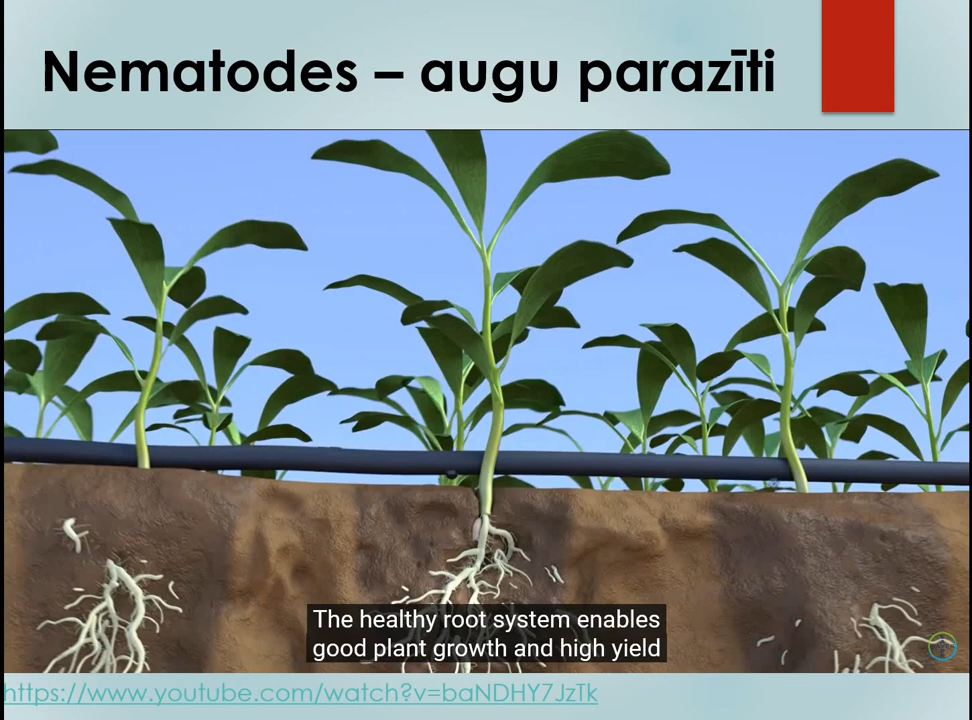 Nematodes – augu parazīti
The healthy root system enables
good plant growth and high yield
https://www.youtube.com/watch?v=baNDHY7JzTk